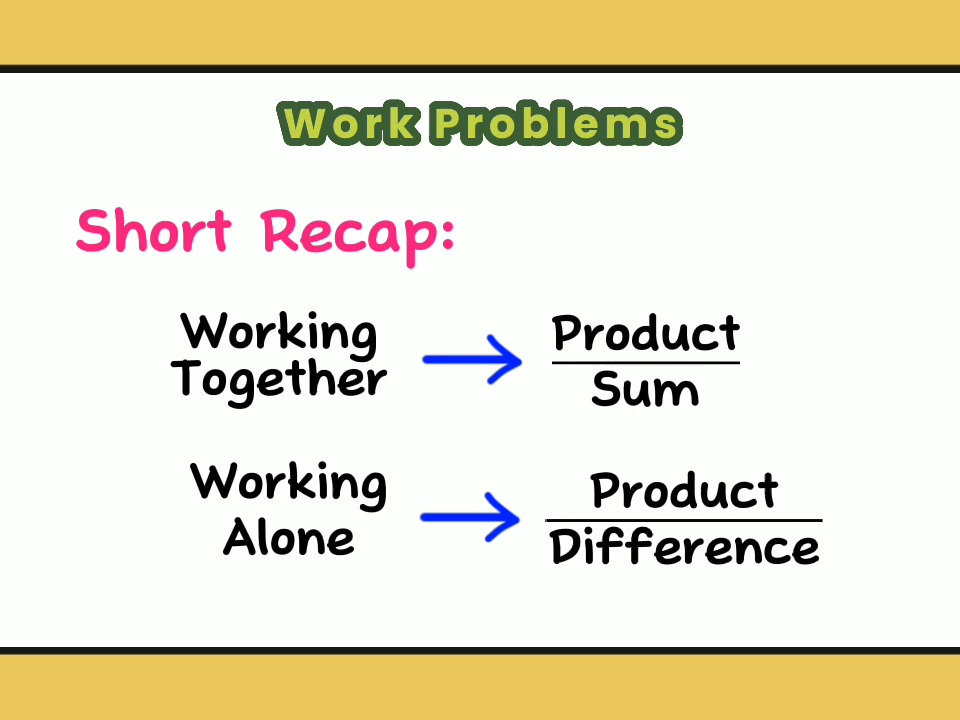 Work Problems
Short Recap:
Working
Together
Product
Sum
Working
Alone
Product
Difference